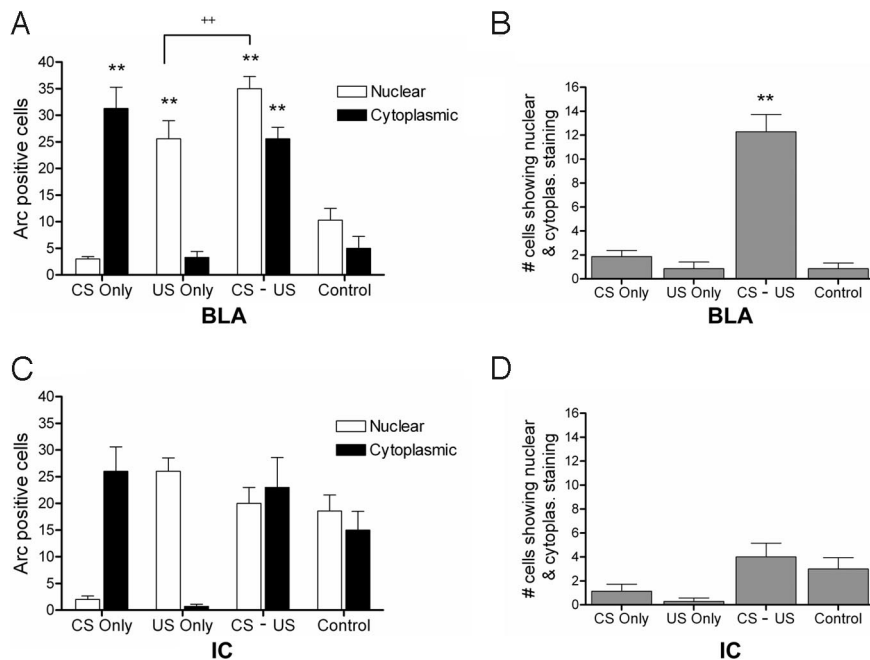 A
++
**
**
**
**
Nuclear
Cytoplasmic
Arc positive cells
40
35
30
25
20
15
10
5
0
CS Only
US Only
CS - US
Control
BLA
B
**
# cells showing nuclear
& cytoplas. staining
16
14
12
10
8
6
4
2
0
CS Only
US Only
CS - US
Control
BLA
C
Nuclear
Cytoplasmic
Arc positive cells
40
35
30
25
20
15
10
5
0
CS Only
US Only
CS - US
Control
IC
D
# cells showing nuclear
& cytoplas. staining
16
14
12
10
8
6
4
2
0
CS Only
US Only
CS - US
Control
IC